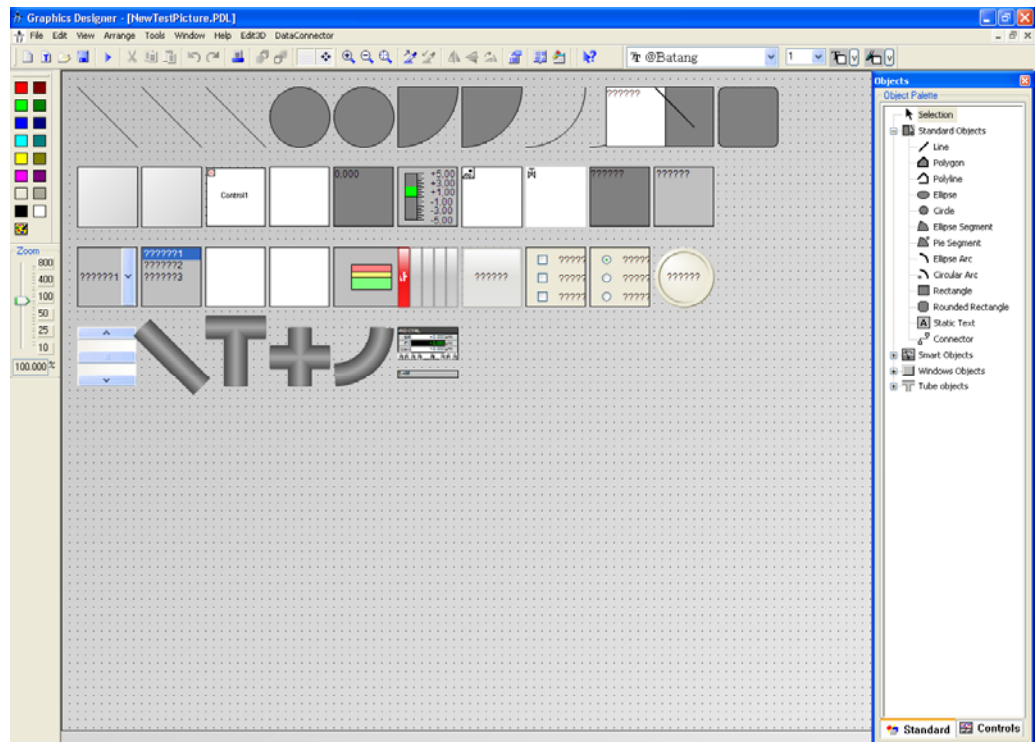 Graphics Designer - [NewTestPicture.PDL]
File Edit View Arrange Tools Window Help Edit3D DataConnector
@Batang 1
Objects
Object Palette
Selection
Standard Objects
Line
Polygon
Polyline
Ellipse
Circle
Ellipse Segment
Pie Segment
Ellipse Arc
Circular Arc
Rectangle
Rounded Rectangle
A Static Text
Connector
Smart Objects
Windows Objects
Tube objects
Standard Controls
Zoom
800
400
100
50
25
10
100.000 %
??????
Control1
0.000
+5.00
+3.00
+1.00
-1.00
-3.00
-5.00
??????
??????
??????1
??????1
??????2
??????3
??????
?????
?????
?????
?????
?????
?????
??????